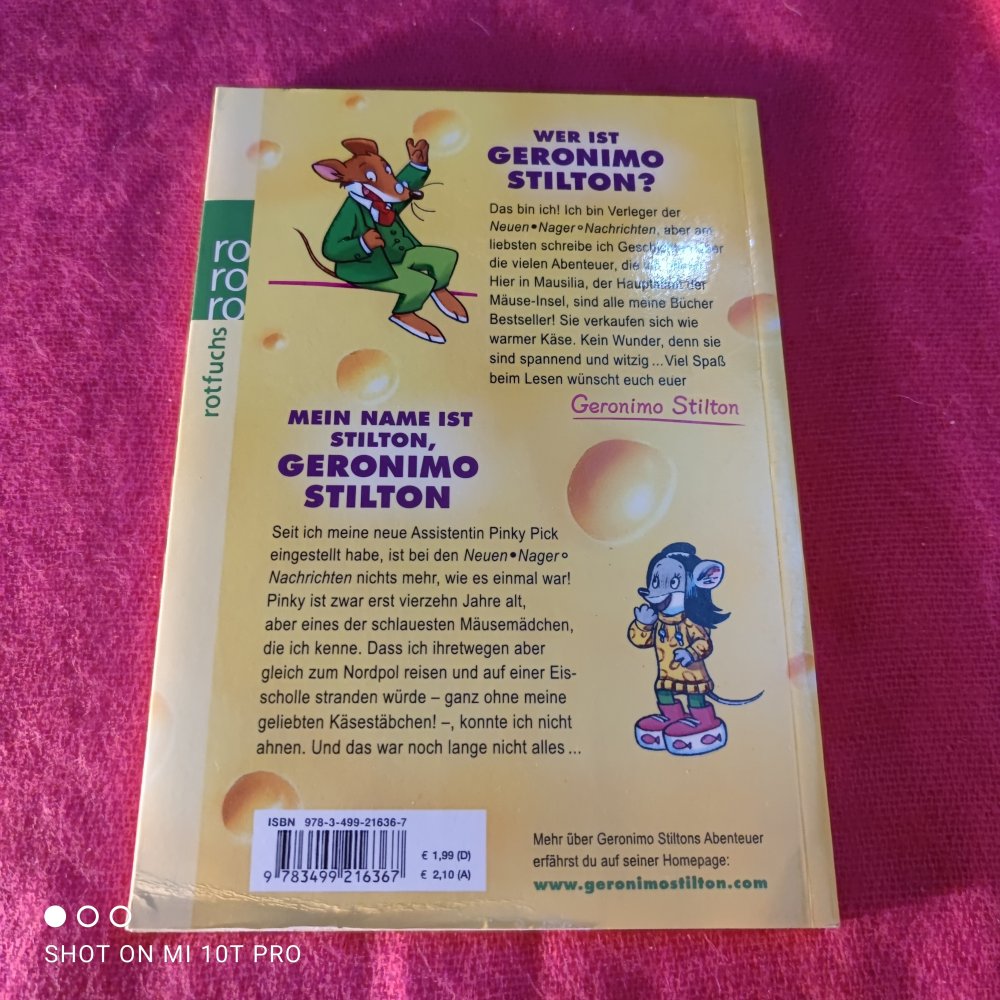 ro
ro
ro
rotfuchs
WER IST
GERONIMO
STILTON?
Das bin ich! Ich bin Verleger der
Neuen•Nager◦Nachrichten, aber am
liebsten schreibe ich
die vielen Abenteuer, die
Hier in Mausilia, der Hauptstadt der
Mäuse-Insel, sind alle meine Bücher
Bestseller! Sie verkaufen sich wie
warmer Käse. Kein Wunder, denn sie
sind spannend und witzig ... Viel Spaß
beim Lesen wünscht euch euer
Geronimo Stilton
MEIN NAME IST
STILTON,
GERONIMO
STILTON
Seit ich meine neue Assistentin Pinky Pick
eingestellt habe, ist bei den Neuen•Nager◦
Nachrichten nichts mehr, wie es einmal war!
Pinky ist zwar erst vierzehn Jahre alt,
aber eines der schlauesten Mäusemädchen,
die ich kenne. Dass ich ihretwegen aber
gleich zum Nordpol reisen und auf einer Eis-
scholle stranden würde – ganz ohne meine
geliebten Käsestäbchen! –, konnte ich nicht
ahnen. Und das war noch lange nicht alles ...
ISBN 978-3-499-21636-7
€ 1,99 (D)
€ 2,10 (A)
9 783499 216367
Mehr über Geronimo Stiltons Abenteuer
erfährst du auf seiner Homepage:
www.geronimostilton.com
SHOT ON MI 10T PRO